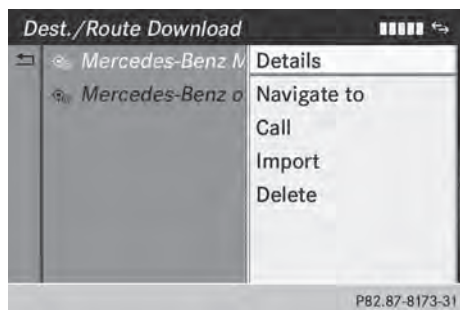 Dest./Route Download
Mercedes-Benz M
Mercedes-Benz o
Details
Navigate to
Call
Import
Delete
P82.87-8173-31